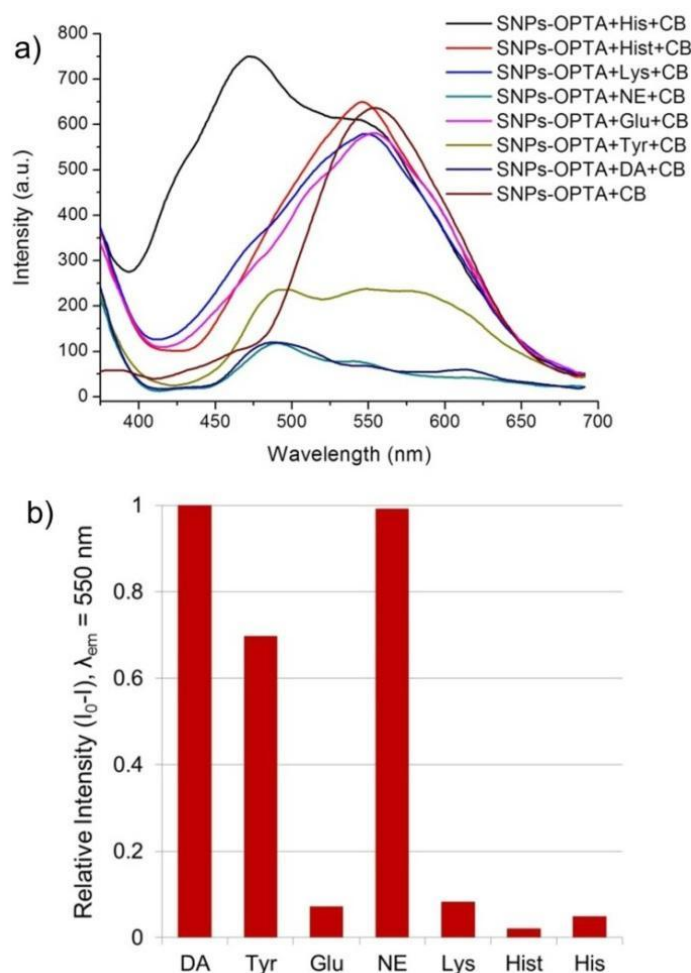 a)
SNPs-OPTA+His+CB
SNPs-OPTA+Hist+CB
SNPs-OPTA+Lys+CB
SNPs-OPTA+NE+CB
SNPs-OPTA+Glu+CB
SNPs-OPTA+Tyr+CB
SNPs-OPTA+DA+CB
SNPs-OPTA+CB
Intensity (a.u.)
800
700
600
500
400
300
200
100
0
400 450 500 550 600 650 700
Wavelength (nm)
b)
Relative Intensity (I₀-I), λem = 550 nm
1
0.8
0.6
0.4
0.2
0
DA Tyr Glu NE Lys Hist His